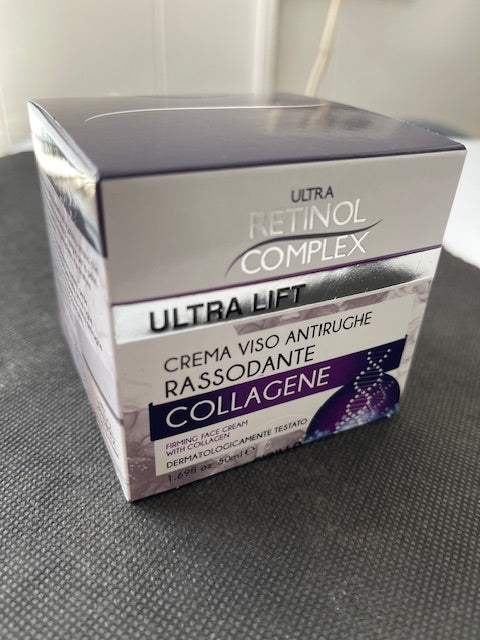 ULTRA
RETINOL
COMPLEX
ULTRA LIFT
CREMA VISO ANTIRUGHE
RASSODANTE
COLLAGENE
FIRMING FACE CREAM
WITH COLLAGEN
DERMATOLOGICAMENTE TESTATO
1.69fl oz 50ml ℮